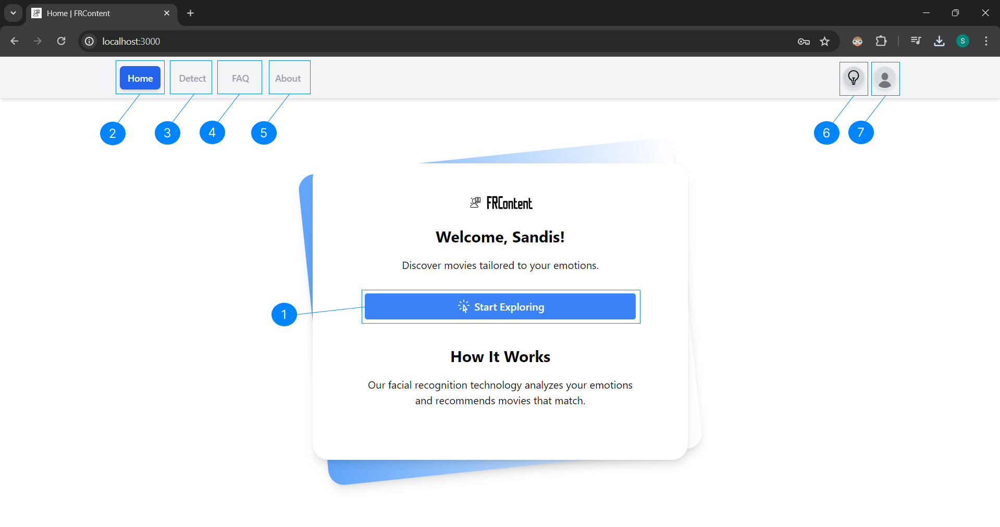 Home | FRContent
localhost:3000
S
Home
Detect
FAQ
About
2
3
4
5
6
7
FRContent
Welcome, Sandis!
Discover movies tailored to your emotions.
1
Start Exploring
How It Works
Our facial recognition technology analyzes your emotions
and recommends movies that match.